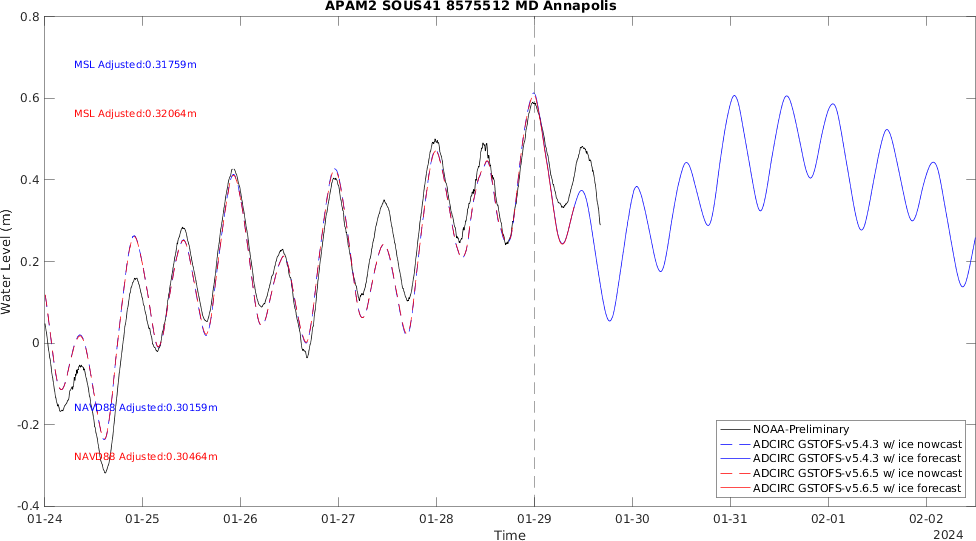 APAM2 SOUS41 8575512 MD Annapolis
0.8
0.6
0.4
0.2
0
-0.2
-0.4
Water Level (m)
MSL Adjusted:0.31759m
MSL Adjusted:0.32064m
NAVD88 Adjusted:0.30159m
NAVD88 Adjusted:0.30464m
NOAA-Preliminary
ADCIRC GSTOFS-v5.4.3 w/ ice nowcast
ADCIRC GSTOFS-v5.4.3 w/ ice forecast
ADCIRC GSTOFS-v5.6.5 w/ ice nowcast
ADCIRC GSTOFS-v5.6.5 w/ ice forecast
01-24 01-25 01-26 01-27 01-28 01-29 01-30 01-31 02-01 02-02
Time
2024